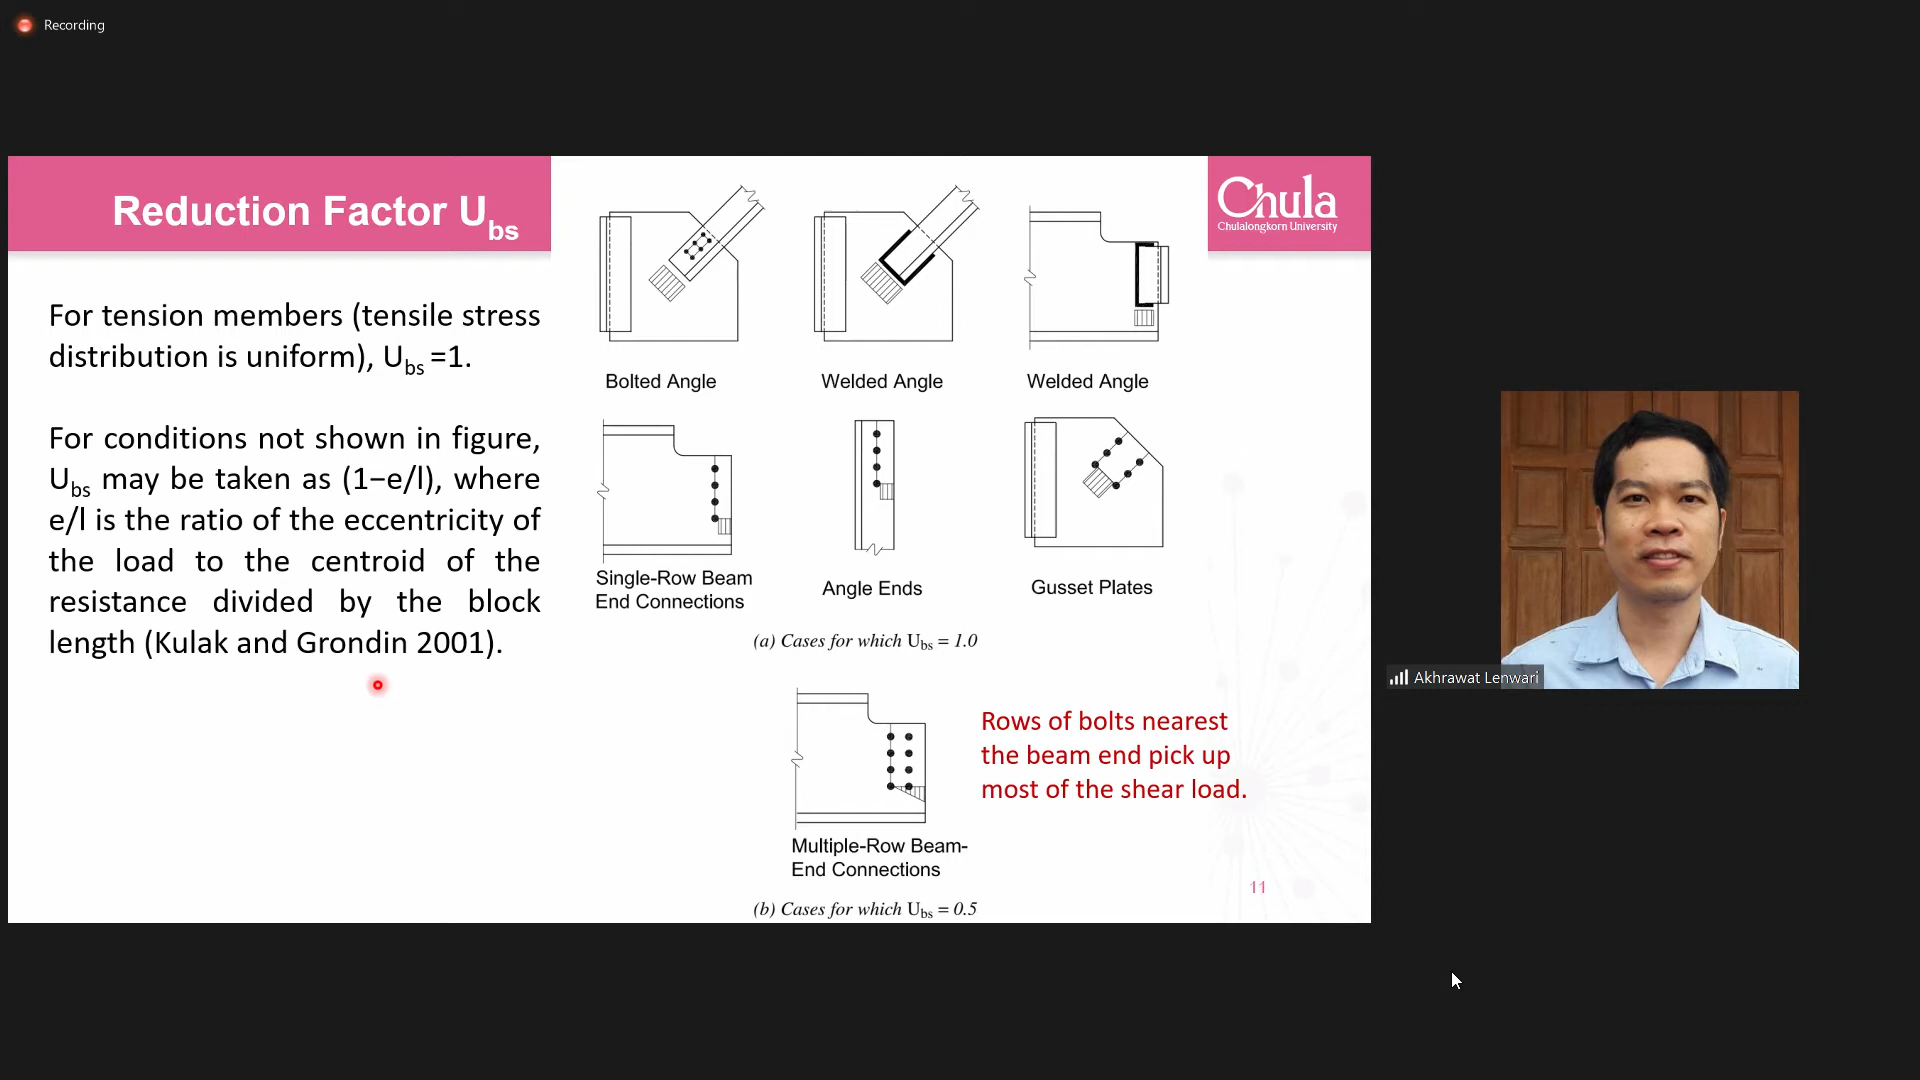 Recording
Reduction Factor Ubs
Chula
Chulalongkorn University
For tension members (tensile stress
distribution is uniform), Ubs =1.
For conditions not shown in figure,
Ubs may be taken as (1−e/l), where
e/l is the ratio of the eccentricity of
the load to the centroid of the
resistance divided by the block
length (Kulak and Grondin 2001).
Bolted Angle
Welded Angle
Welded Angle
Single-Row Beam
End Connections
Angle Ends
Gusset Plates
(a) Cases for which Ubs = 1.0
Rows of bolts nearest
the beam end pick up
most of the shear load.
Multiple-Row Beam-
End Connections
(b) Cases for which Ubs = 0.5
11
Akhrawat Lenwari